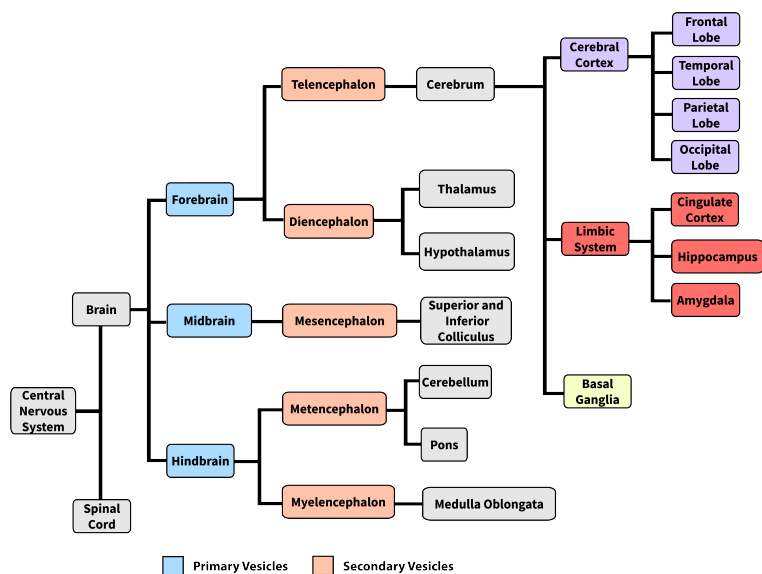 Frontal
Lobe
Cerebral
Cortex
Temporal
Lobe
Telencephalon
Cerebrum
Parietal
Lobe
Occipital
Lobe
Forebrain
Thalamus
Cingulate
Cortex
Diencephalon
Limbic
System
Hypothalamus
Hippocampus
Brain
Midbrain
Mesencephalon
Superior and
Inferior
Colliculus
Amygdala
Central
Nervous
System
Metencephalon
Cerebellum
Basal
Ganglia
Hindbrain
Pons
Spinal
Cord
Myelencephalon
Medulla Oblongata
Primary Vesicles
Secondary Vesicles